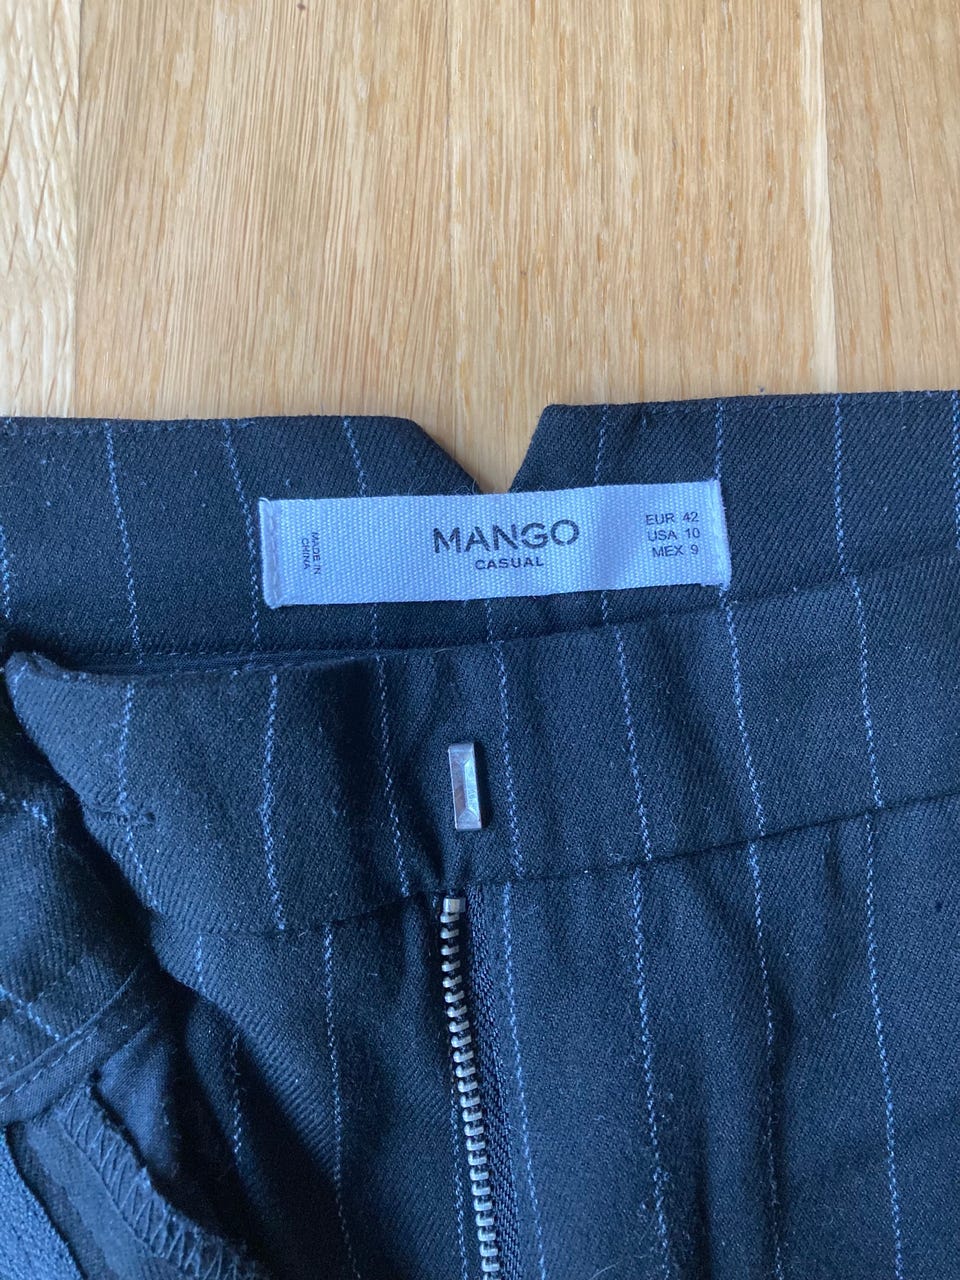 MADE IN
CHINA
MANGO
CASUAL
EUR 42
USA 10
MEX 9